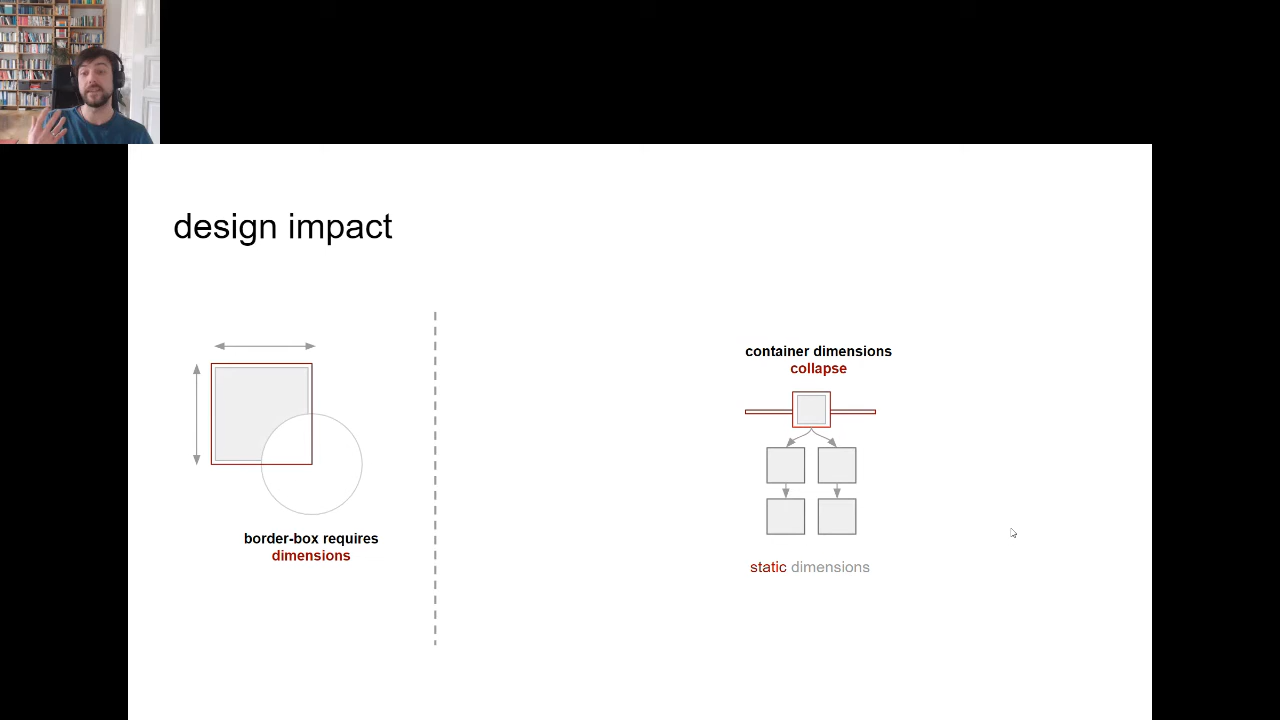 design impact
border-box requires
dimensions
container dimensions
collapse
static dimensions